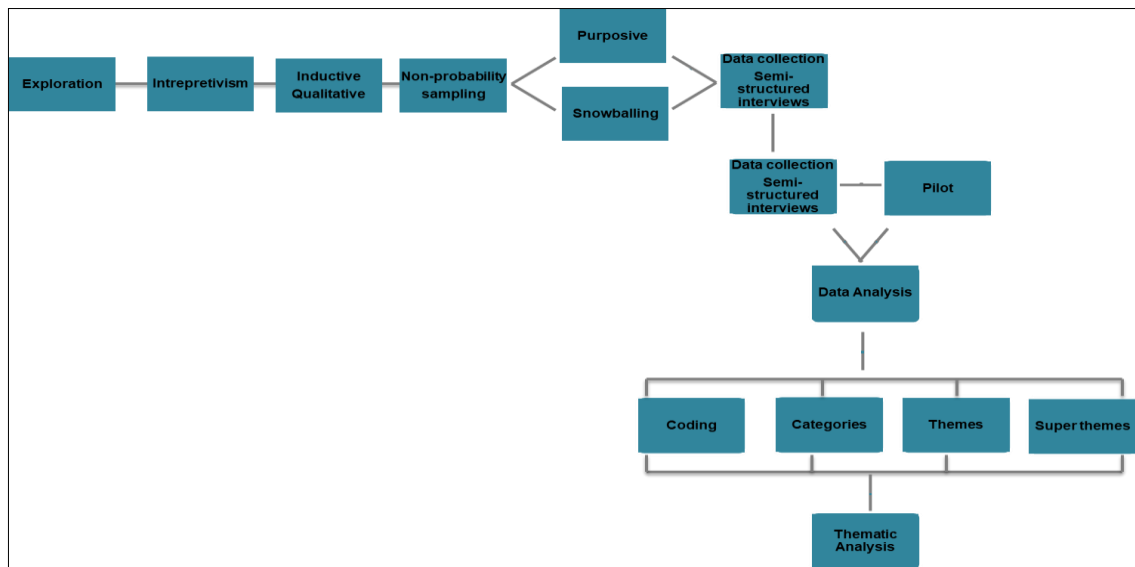 Exploration
Intrepretivism
Inductive
Qualitative
Non-probability
sampling
Purposive
Snowballing
Data collection
Semi-
structured
interviews
Data collection
Semi-
structured
interviews
Pilot
Data Analysis
Coding
Categories
Themes
Super themes
Thematic
Analysis